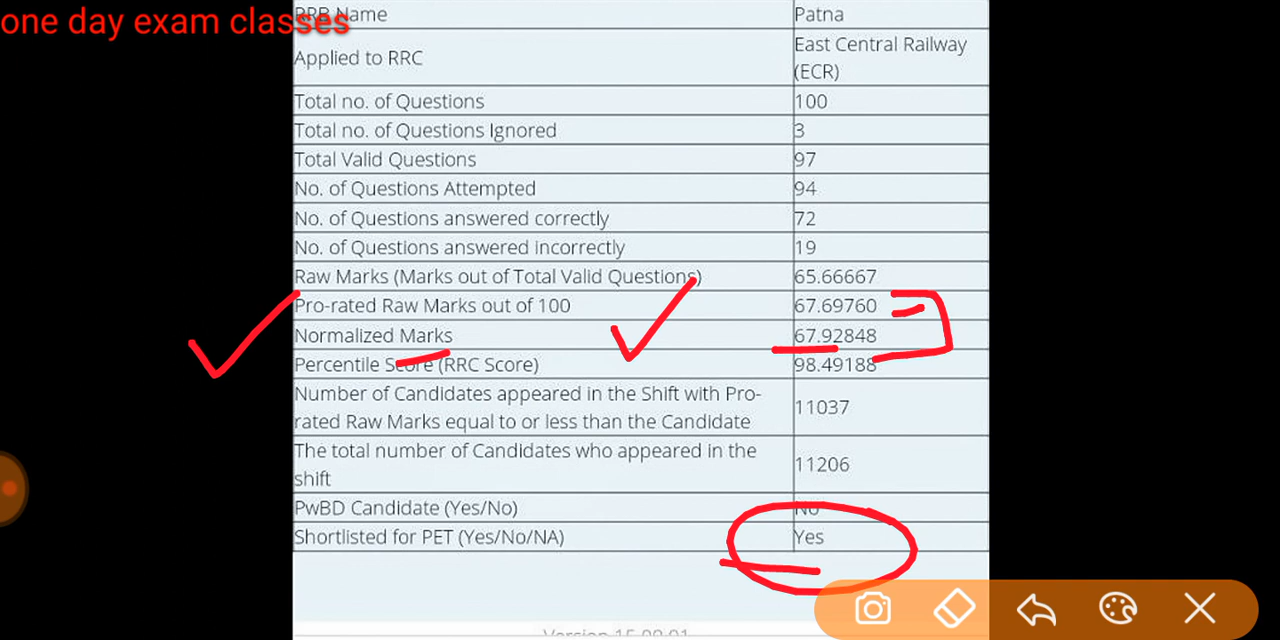 one day exam classes
RRB Name Patna
Applied to RRC East Central Railway (ECR)
Total no. of Questions 100
Total no. of Questions Ignored 3
Total Valid Questions 97
No. of Questions Attempted 94
No. of Questions answered correctly 72
No. of Questions answered incorrectly 19
Raw Marks (Marks out of Total Valid Questions) 65.66667
Pro-rated Raw Marks out of 100 67.69760
Normalized Marks 67.92848
Percentile Score (RRC Score) 98.49188
Number of Candidates appeared in the Shift with Pro-
rated Raw Marks equal to or less than the Candidate 11037
The total number of Candidates who appeared in the
shift 11206
PwBD Candidate (Yes/No) No
Shortlisted for PET (Yes/No/NA) Yes